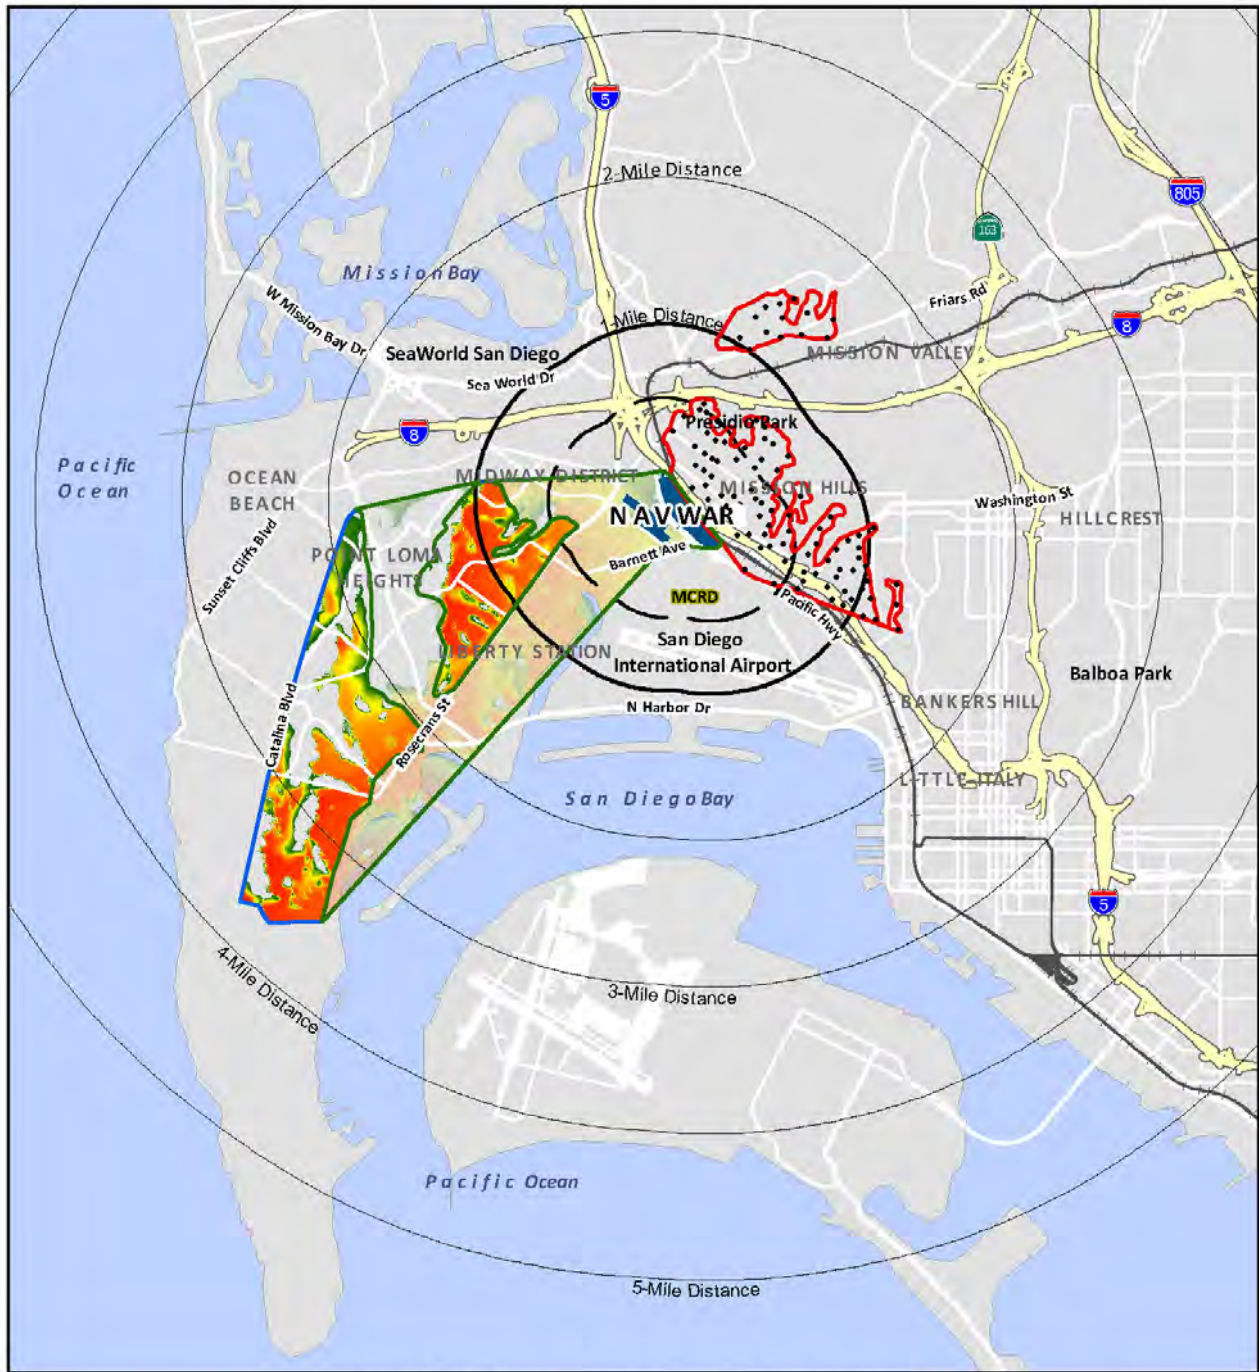 5
2-Mile Distance
805
163
Mission Bay
Friars Rd
W Mission Bay Dr
1-Mile Distance
8
SeaWorld San Diego
MISSION VALLEY
Sea World Dr
8
Presidio Park
Pacific
Ocean
OCEAN
BEACH
MIDWAY DISTRICT
MISSION HILLS
Washington St
HILLCREST
NAVWAR
Sunset Cliffs Blvd
POINT LOMA
HEIGHTS
Barnett Ave
MCRD
Pacific Hwy
LIBERTY STATION
San Diego
International Airport
Balboa Park
Catalina Blvd
Rosecrans St
N Harbor Dr
BANKERS HILL
LITTLE ITALY
San Diego Bay
5
4-Mile Distance
3-Mile Distance
Pacific Ocean
5-Mile Distance